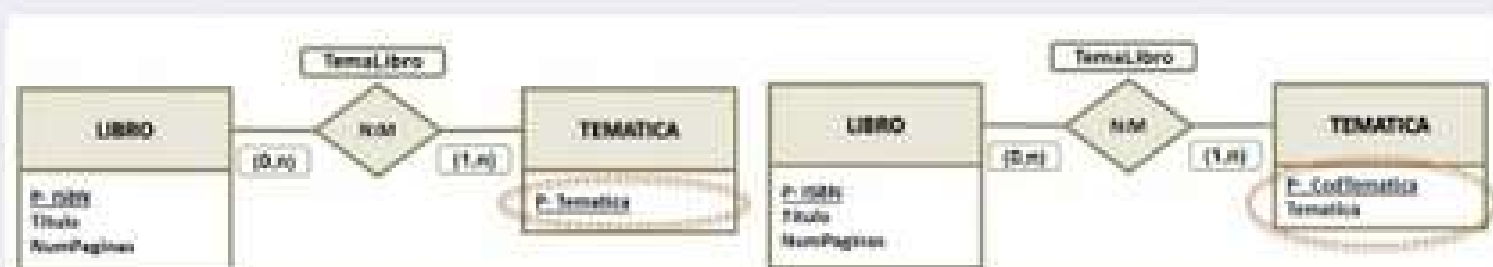 TemaLibro
LIBRO
N:M
TEMATICA
(0,n)
(1,n)
P- ISBN
Titulo
NumPaginas
P- Tematica
TemaLibro
LIBRO
N:M
TEMATICA
(0,n)
(1,n)
P- ISBN
Titulo
NumPaginas
P- CodTematica
Tematica